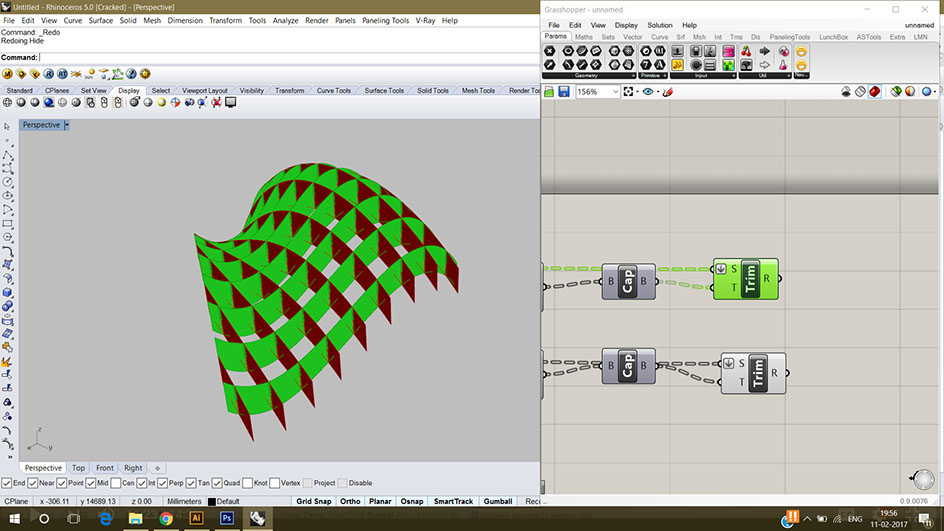 Untitled - Rhinoceros 5.0 [Cracked] - [Perspective]
File Edit View Curve Surface Solid Mesh Dimension Transform Tools Analyze Render Panels Paneling Tools V-Ray Help
Command: _Redo
Redoing Hide
Command:
Standard CPlanes Set View Display Select Viewport Layout Visibility Transform Curve Tools Surface Tools Solid Tools Mesh Tools Render To
Perspective
z
x y
Perspective Top Front Right
End Near Point Mid Cen Int Perp Tan Quad Knot Vertex Project Disable
CPlane x -306.11 y 14689.13 z 0.00 Millimeters Default Grid Snap Ortho Planar Osnap SmartTrack Gumball Rec
Grasshopper - unnamed
File Edit View Display Solution Help unnamed
Params Maths Sets Vector Curve Srf Msh Int Trns Dis PanelingTools LunchBox ASTools Extra LMN
Geometry Primitive Input Util
156%
B Cap B S T Trim R
B Cap B S T Trim R
0.9.0076
ENG 19:56
11-02-2017